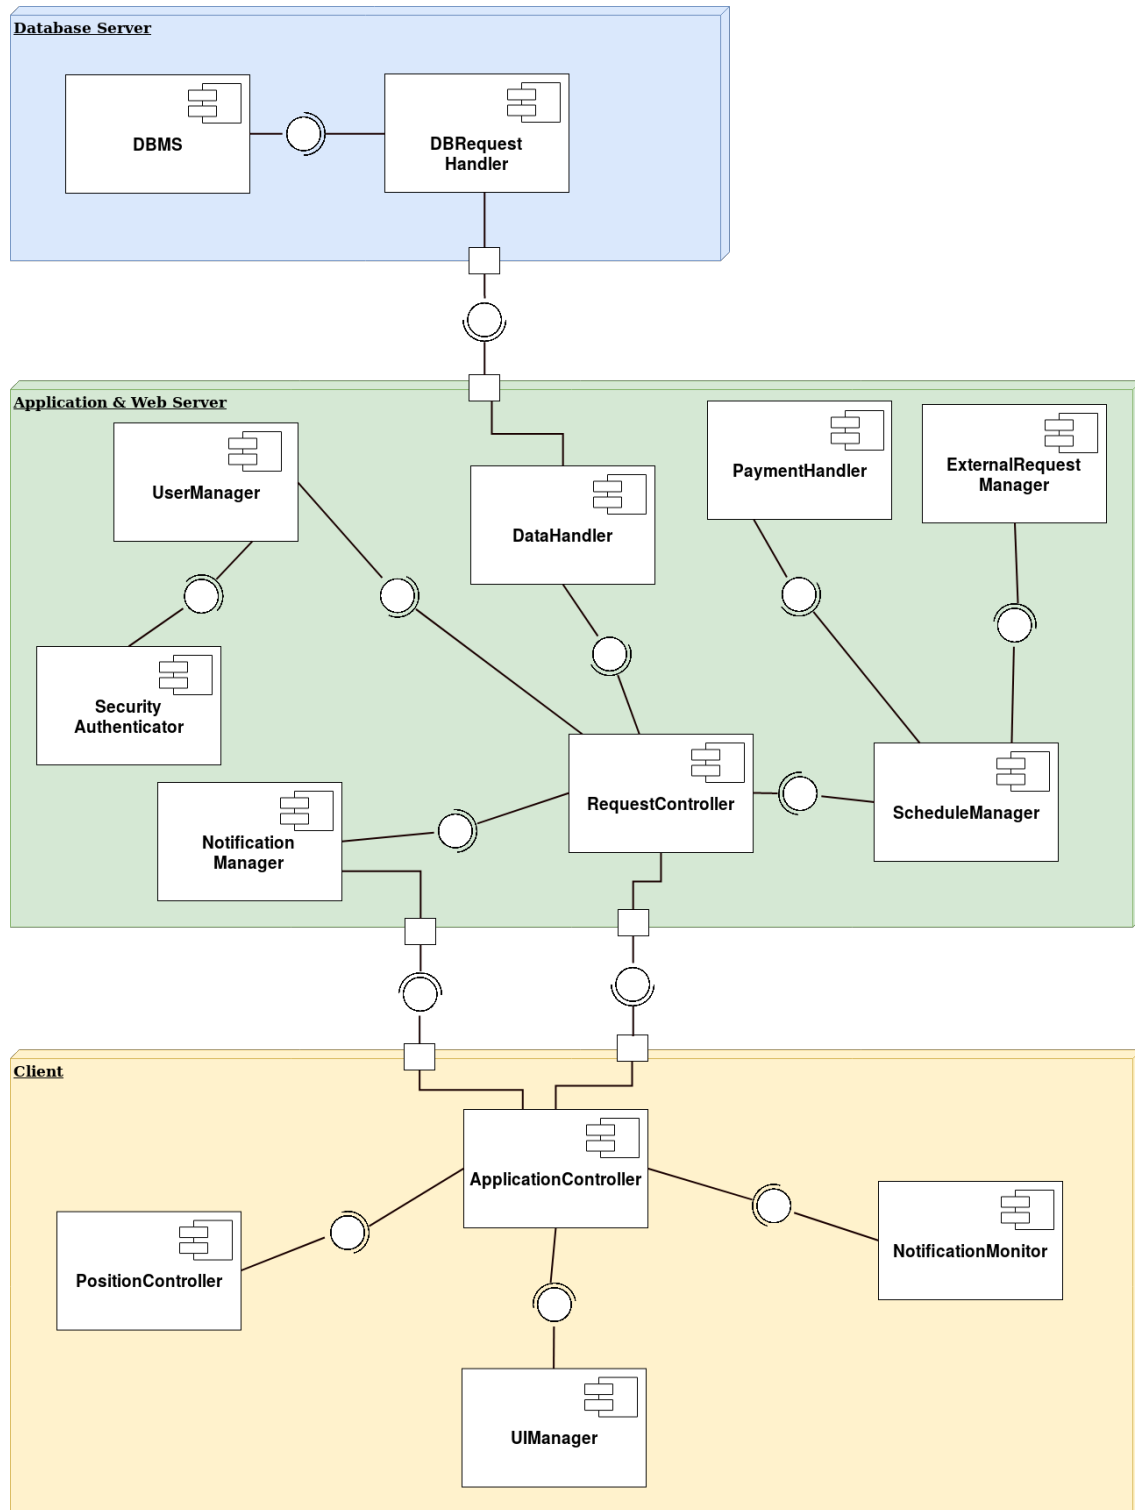 Database Server
DBMS
DBRequest
Handler
Application & Web Server
UserManager
DataHandler
PaymentHandler
ExternalRequest
Manager
Security
Authenticator
Notification
Manager
RequestController
ScheduleManager
Client
ApplicationController
PositionController
NotificationMonitor
UIManager